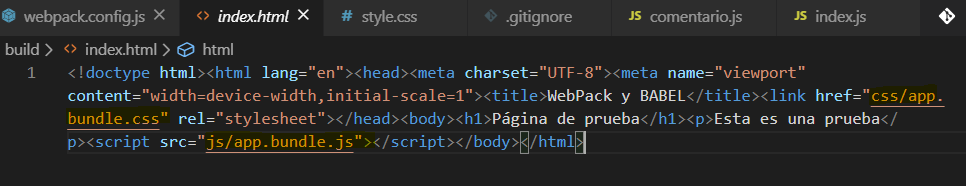 webpack.config.js index.html style.css .gitignore JS comentario.js JS index.js
build > index.html > html
1 <!doctype html><html lang="en"><head><meta charset="UTF-8"><meta name="viewport"
content="width=device-width,initial-scale=1"><title>WebPack y BABEL</title><link href="css/app.
bundle.css" rel="stylesheet"></head><body><h1>Página de prueba</h1><p>Esta es una prueba</
p><script src="js/app.bundle.js"></script></body></html>